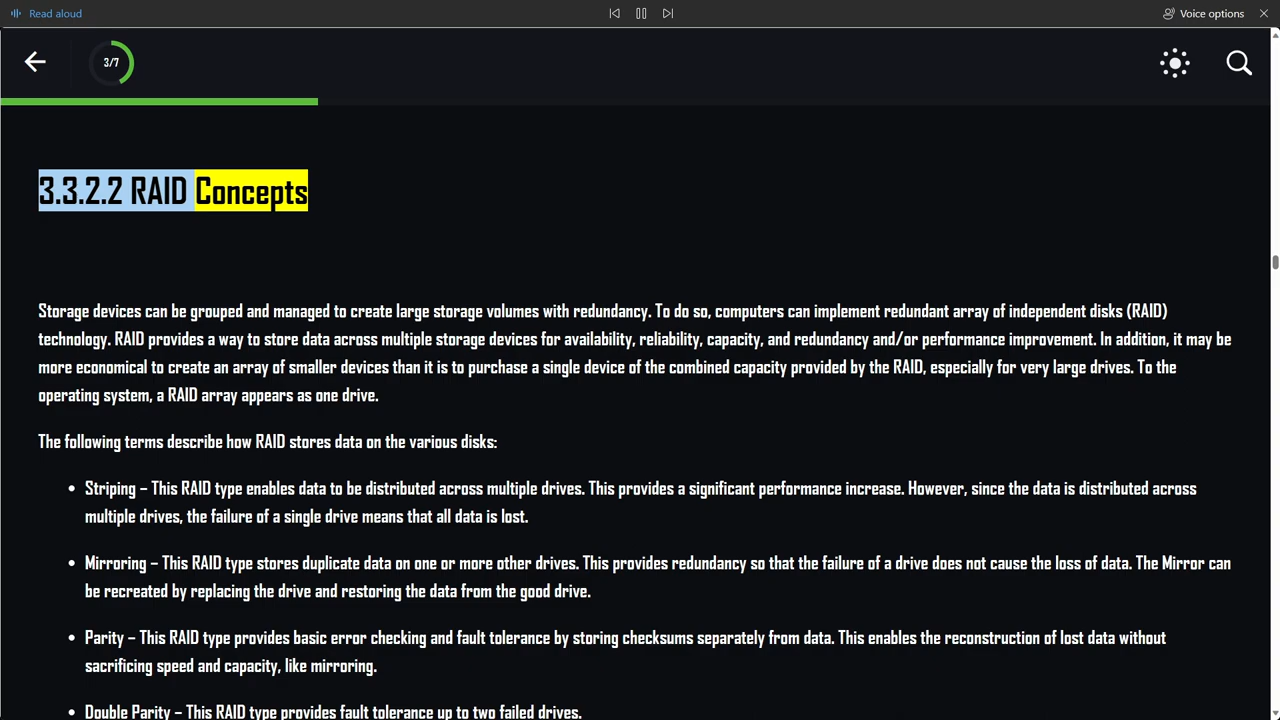 Read aloud
Voice options
3/7
3.3.2.2 RAID Concepts
Storage devices can be grouped and managed to create large storage volumes with redundancy. To do so, computers can implement redundant array of independent disks (RAID)
technology. RAID provides a way to store data across multiple storage devices for availability, reliability, capacity, and redundancy and/or performance improvement. In addition, it may be
more economical to create an array of smaller devices than it is to purchase a single device of the combined capacity provided by the RAID, especially for very large drives. To the
operating system, a RAID array appears as one drive.
The following terms describe how RAID stores data on the various disks:
• Striping – This RAID type enables data to be distributed across multiple drives. This provides a significant performance increase. However, since the data is distributed across
multiple drives, the failure of a single drive means that all data is lost.
• Mirroring – This RAID type stores duplicate data on one or more other drives. This provides redundancy so that the failure of a drive does not cause the loss of data. The Mirror can
be recreated by replacing the drive and restoring the data from the good drive.
• Parity – This RAID type provides basic error checking and fault tolerance by storing checksums separately from data. This enables the reconstruction of lost data without
sacrificing speed and capacity, like mirroring.
• Double Parity – This RAID type provides fault tolerance up to two failed drives.